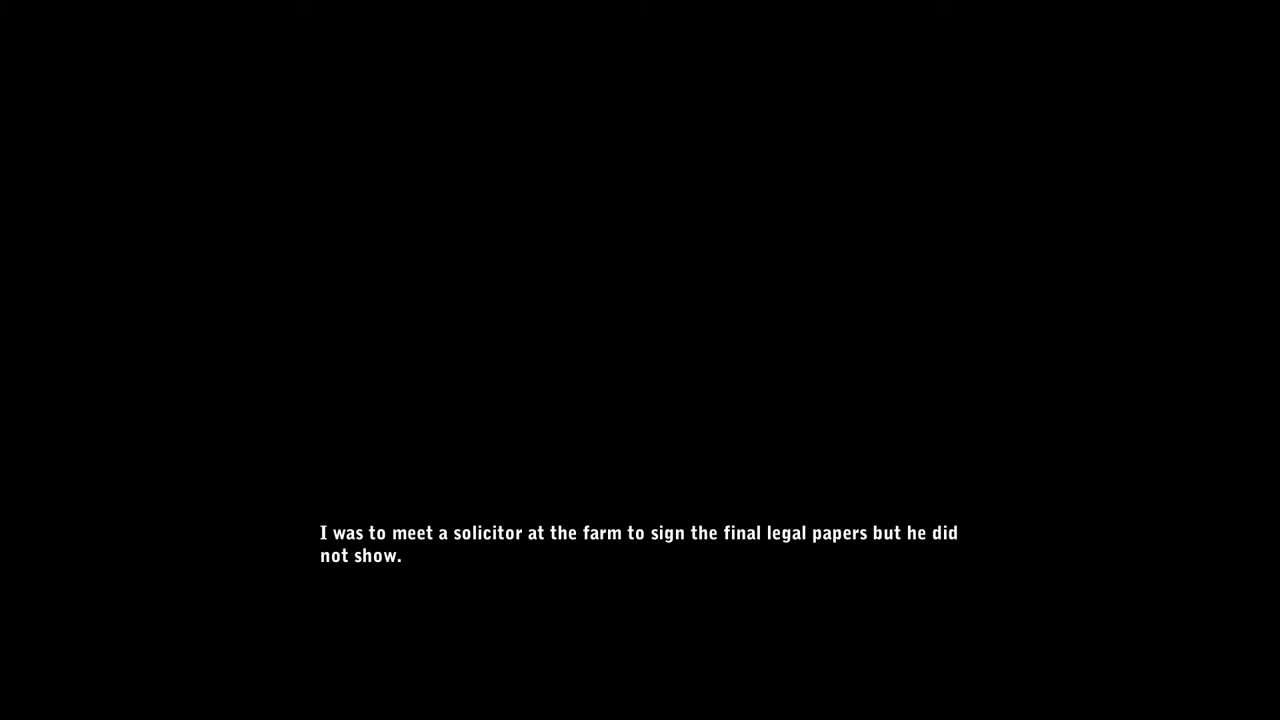 I was to meet a solicitor at the farm to sign the final legal papers but he did
not show.